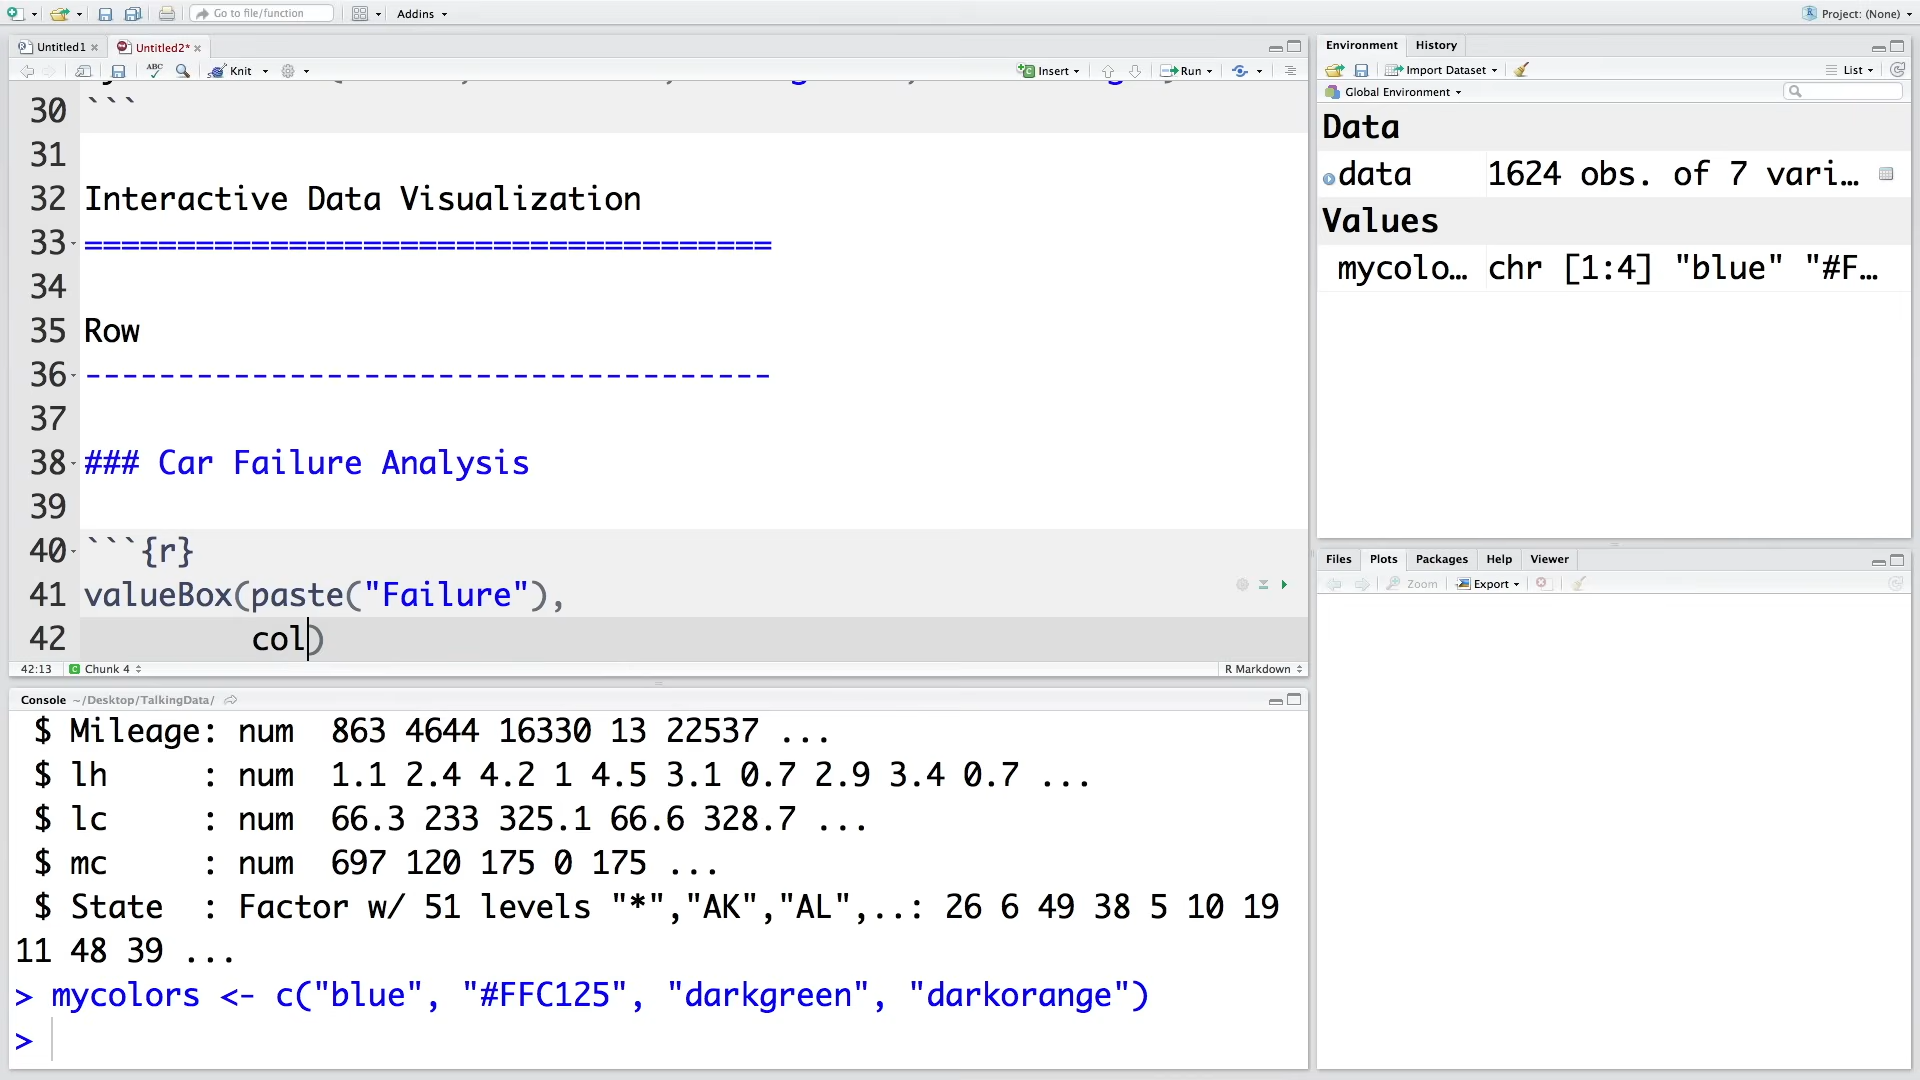 Go to file/function
Addins
Project: (None)
Untitled1
Untitled2*
ABC
Knit
Insert
Run
30 ```
31
32 Interactive Data Visualization
33 =====================================
34
35 Row
36 -------------------------------------
37
38 ### Car Failure Analysis
39
40 ```{r}
41 valueBox(paste("Failure"),
42 col)
42:13
Chunk 4
R Markdown
Console ~/Desktop/TalkingData/
$ Mileage: num 863 4644 16330 13 22537 ...
$ lh : num 1.1 2.4 4.2 1 4.5 3.1 0.7 2.9 3.4 0.7 ...
$ lc : num 66.3 233 325.1 66.6 328.7 ...
$ mc : num 697 120 175 0 175 ...
$ State : Factor w/ 51 levels "*","AK","AL",..: 26 6 49 38 5 10 19
11 48 39 ...
> mycolors <- c("blue", "#FFC125", "darkgreen", "darkorange")
>
Environment
History
Import Dataset
List
Global Environment
Data
data 1624 obs. of 7 vari…
Values
mycolo… chr [1:4] "blue" "#F…
Files
Plots
Packages
Help
Viewer
Zoom
Export